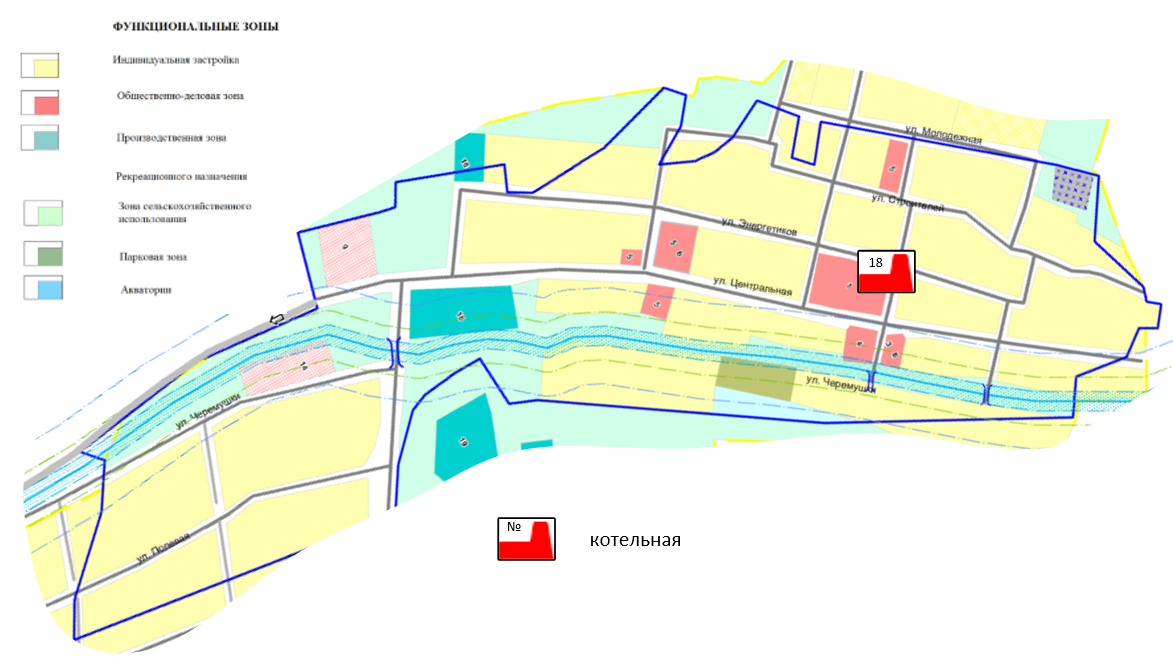 ФУНКЦИОНАЛЬНЫЕ ЗОНЫ
Индивидуальная застройка
Общественно-деловая зона
Производственная зона
Рекреационного назначения
Зона сельскохозяйственного
использования
Парковая зона
Акватории
ул. Молодежная
ул. Строителей
ул. Энергетиков
18
ул. Центральная
ул. Черемушки
ул. Черемушки
ул. Полевая
№
котельная